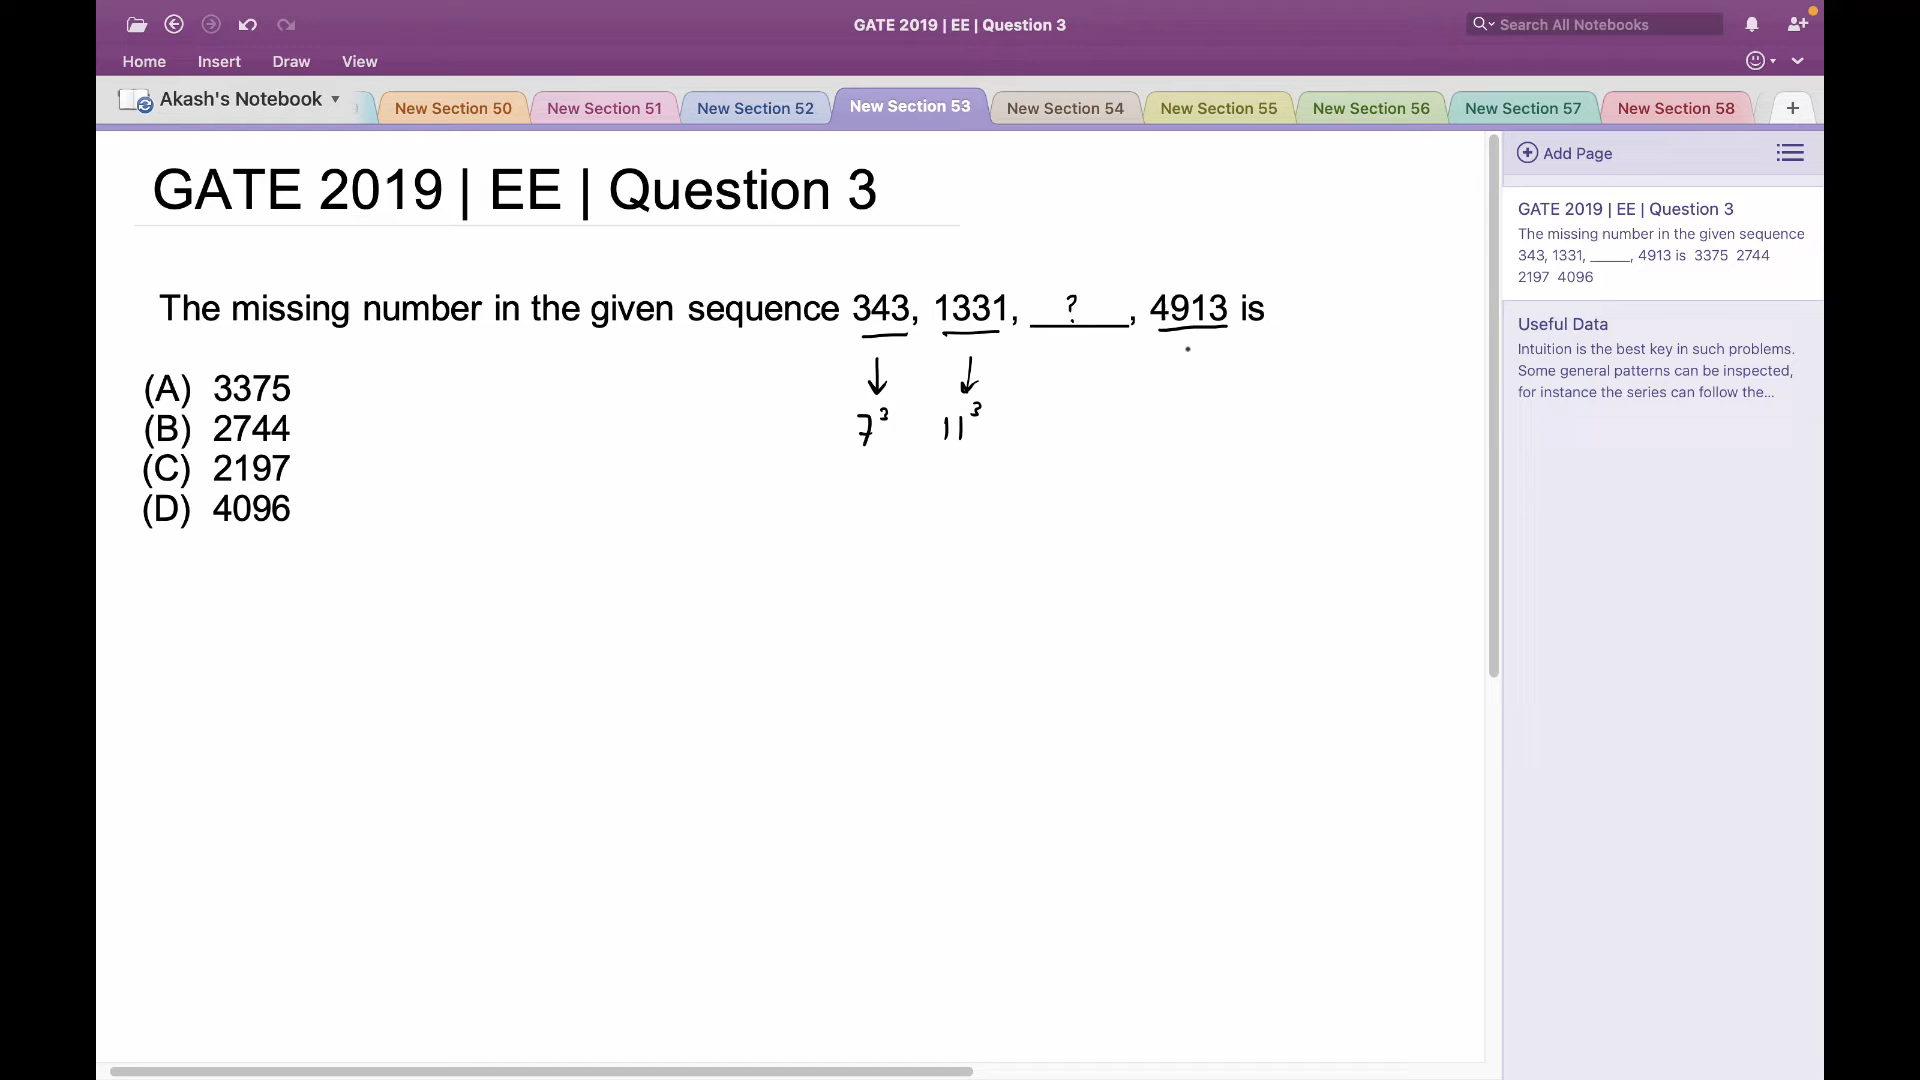 GATE 2019 | EE | Question 3
Search All Notebooks
Home Insert Draw View
Akash's Notebook
New Section 50 New Section 51 New Section 52 New Section 53 New Section 54 New Section 55 New Section 56 New Section 57 New Section 58 +
GATE 2019 | EE | Question 3
The missing number in the given sequence 343, 1331, ___?___, 4913 is
(A) 3375
(B) 2744
(C) 2197
(D) 4096
7³ 11³
Add Page
GATE 2019 | EE | Question 3
The missing number in the given sequence
343, 1331, _____, 4913 is 3375 2744
2197 4096
Useful Data
Intuition is the best key in such problems.
Some general patterns can be inspected,
for instance the series can follow the...